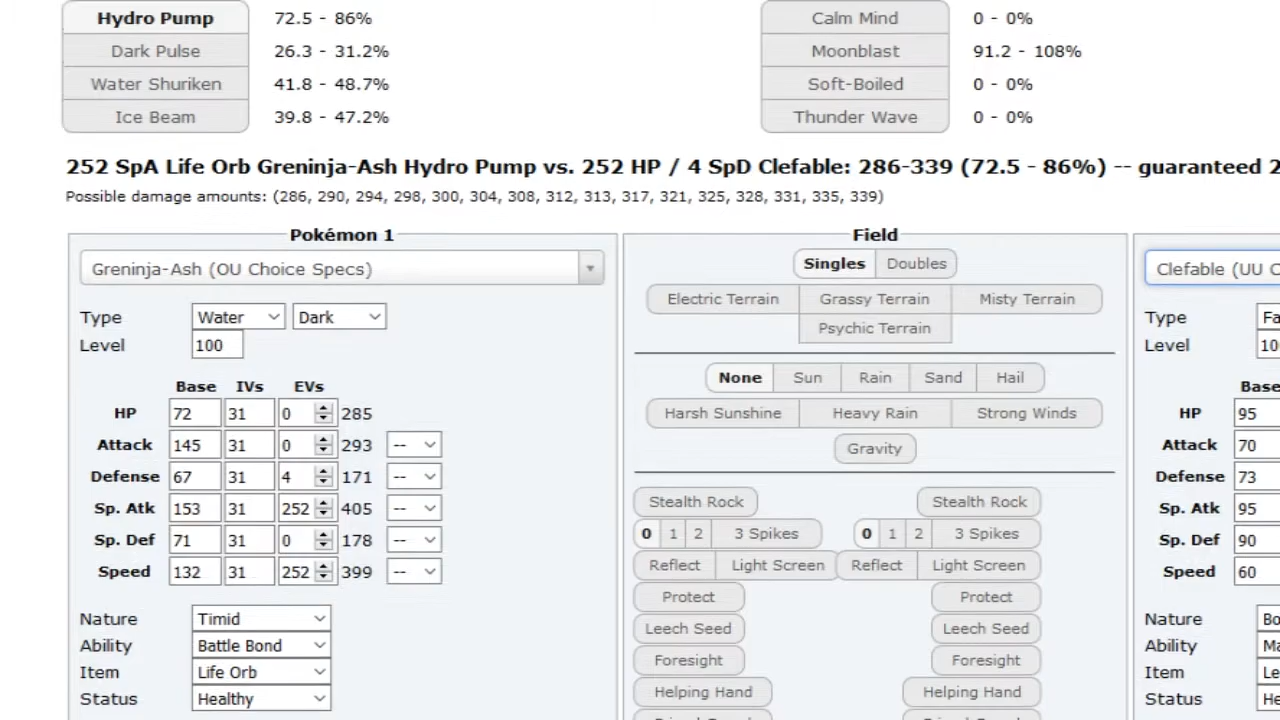 Hydro Pump 72.5 - 86% Calm Mind 0 - 0%
Dark Pulse 26.3 - 31.2% Moonblast 91.2 - 108%
Water Shuriken 41.8 - 48.7% Soft-Boiled 0 - 0%
Ice Beam 39.8 - 47.2% Thunder Wave 0 - 0%
252 SpA Life Orb Greninja-Ash Hydro Pump vs. 252 HP / 4 SpD Clefable: 286-339 (72.5 - 86%) -- guaranteed 2
Possible damage amounts: (286, 290, 294, 298, 300, 304, 308, 312, 313, 317, 321, 325, 328, 331, 335, 339)
Pokémon 1
Greninja-Ash (OU Choice Specs)
Type Water Dark
Level 100
Base IVs EVs
HP 72 31 0 285
Attack 145 31 0 293 --
Defense 67 31 4 171 --
Sp. Atk 153 31 252 405 --
Sp. Def 71 31 0 178 --
Speed 132 31 252 399 --
Nature Timid
Ability Battle Bond
Item Life Orb
Status Healthy
Field
Singles Doubles
Electric Terrain Grassy Terrain Misty Terrain
Psychic Terrain
None Sun Rain Sand Hail
Harsh Sunshine Heavy Rain Strong Winds
Gravity
Stealth Rock Stealth Rock
0 1 2 3 Spikes 0 1 2 3 Spikes
Reflect Light Screen Reflect Light Screen
Protect Protect
Leech Seed Leech Seed
Foresight Foresight
Helping Hand Helping Hand
Clefable (UU C
Type Fa
Level 10
Base
HP 95
Attack 70
Defense 73
Sp. Atk 95
Sp. Def 90
Speed 60
Nature Bo
Ability Ma
Item Le
Status He